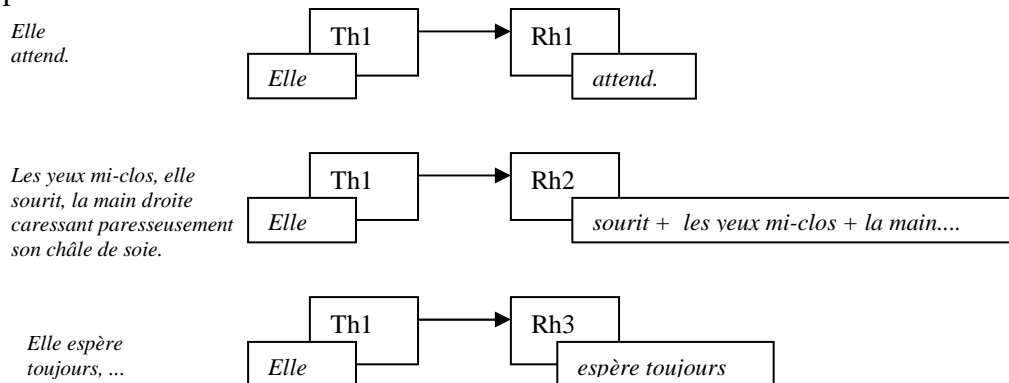 Elle
attend.
Th1
Rh1
Elle
attend.
Les yeux mi-clos, elle
sourit, la main droite
caressant paresseusement
son châle de soie.
Th1
Rh2
Elle
sourit + les yeux mi-clos + la main....
Elle espère
toujours, ...
Th1
Rh3
Elle
espère toujours